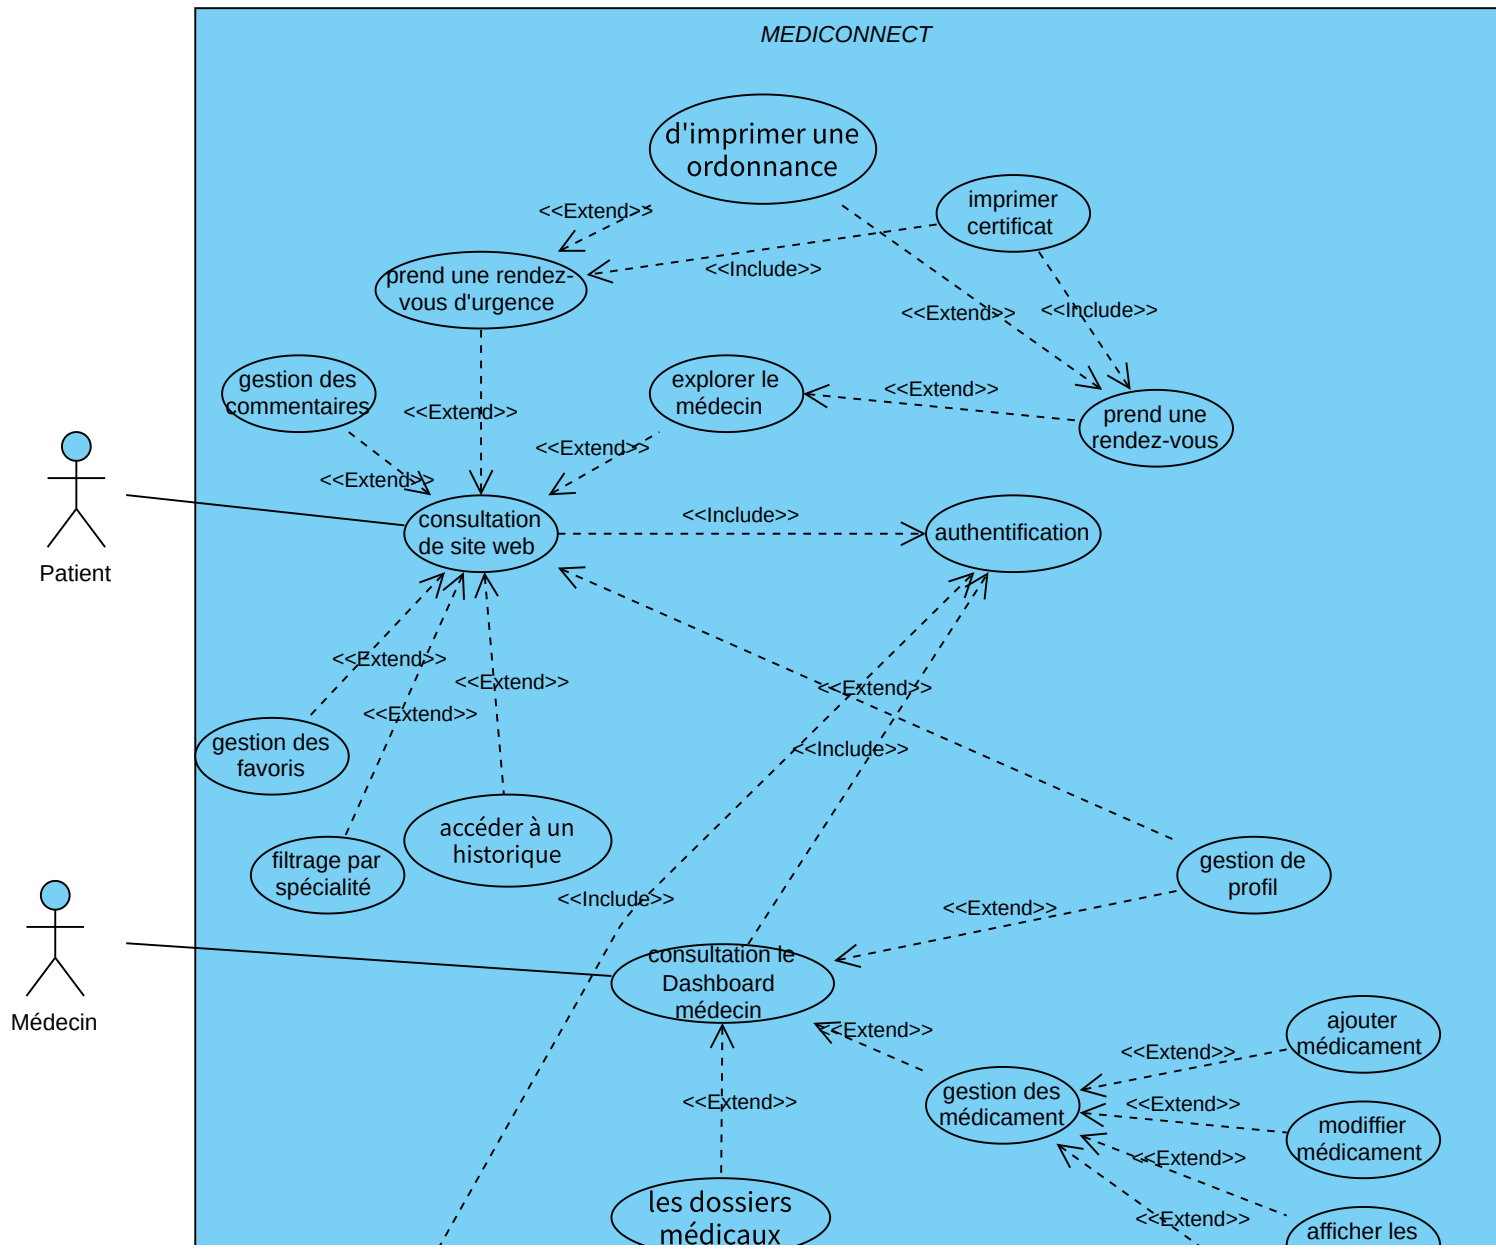 MEDICONNECT
d'imprimer une
ordonnance
imprimer
certificat
<<Extend>>
<<Include>>
prend une rendez-
vous d'urgence
<<Extend>>
<<Include>>
gestion des
commentaires
explorer le
médecin
<<Extend>>
<<Extend>>
prend une
rendez-vous
<<Extend>>
<<Extend>>
consultation
de site web
<<Include>>
authentification
Patient
<<Extend>>
<<Extend>>
<<Extend>>
<<Extend>>
gestion des
favoris
<<Include>>
accéder à un
historique
filtrage par
spécialité
gestion de
profil
<<Include>>
<<Extend>>
consultation le
Dashboard
médecin
Médecin
<<Extend>>
ajouter
médicament
<<Extend>>
gestion des
médicament
<<Extend>>
<<Extend>>
modiffier
médicament
<<Extend>>
les dossiers
médicaux
<<Extend>>
afficher les